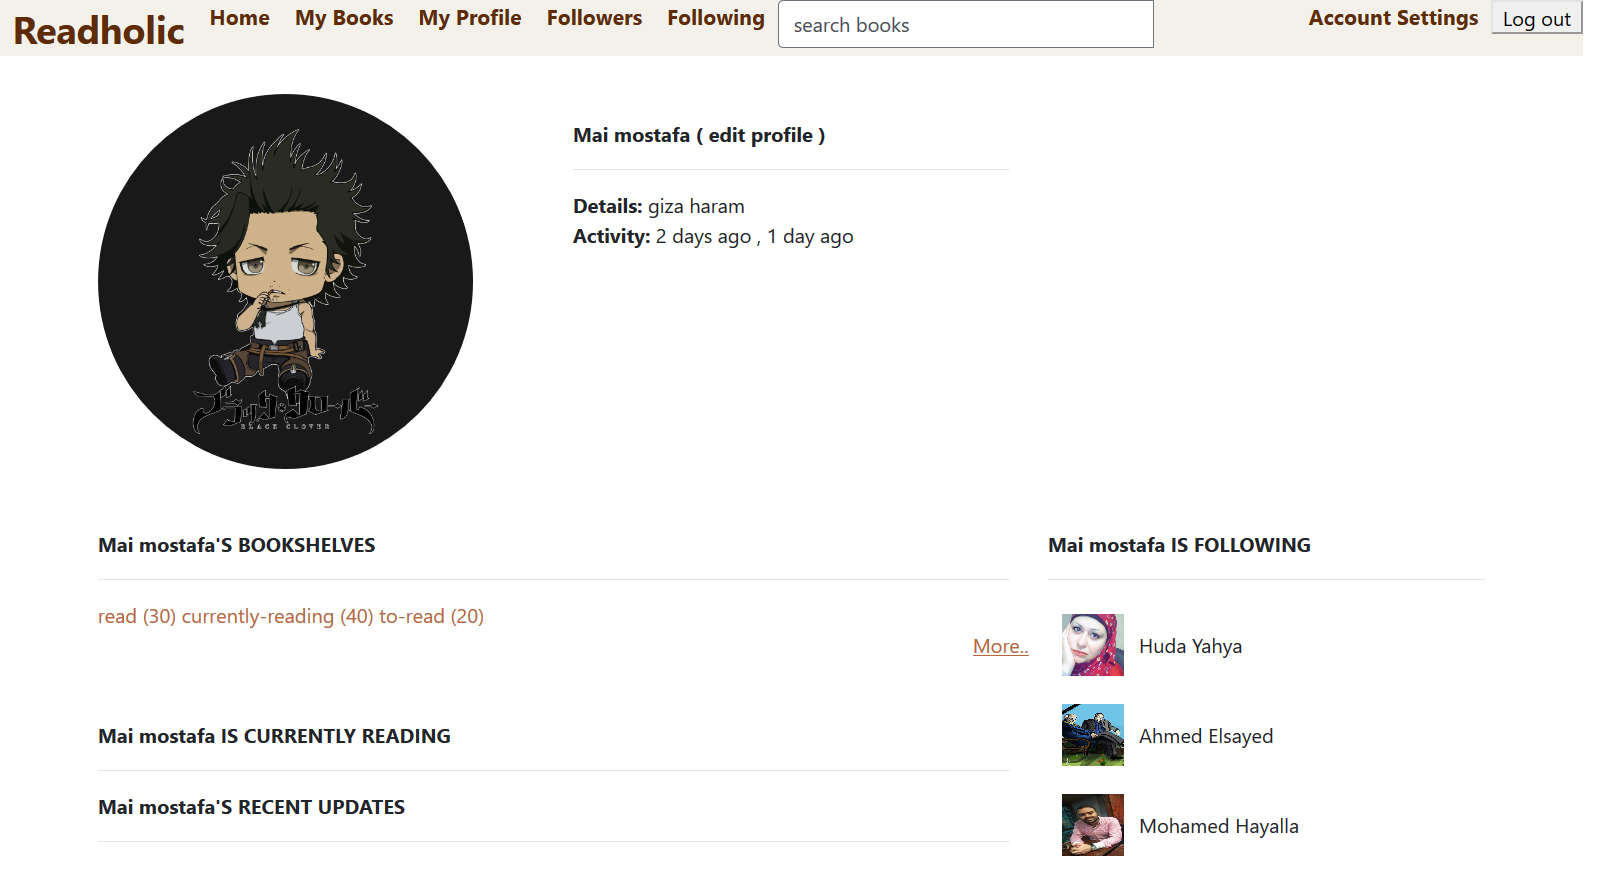 Readholic Home My Books My Profile Followers Following search books Account Settings Log out
Mai mostafa ( edit profile )
Details: giza haram
Activity: 2 days ago , 1 day ago
ブラッククローバー
BLACK CLOVER
Mai mostafa'S BOOKSHELVES
read (30) currently-reading (40) to-read (20)
More..
Mai mostafa IS CURRENTLY READING
Mai mostafa'S RECENT UPDATES
Mai mostafa IS FOLLOWING
Huda Yahya
Ahmed Elsayed
Mohamed Hayalla